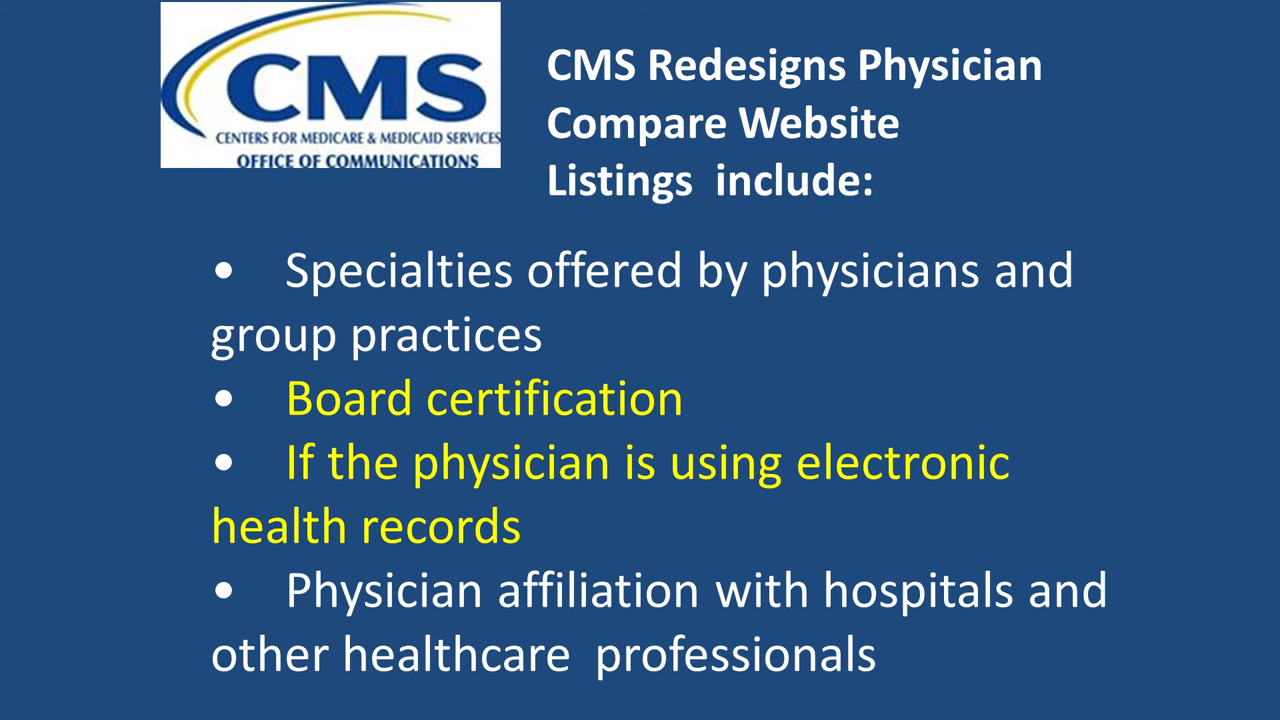 CMS
CENTERS FOR MEDICARE & MEDICAID SERVICES
OFFICE OF COMMUNICATIONS
CMS Redesigns Physician
Compare Website
Listings  include:
• Specialties offered by physicians and
group practices
• Board certification
• If the physician is using electronic
health records
• Physician affiliation with hospitals and
other healthcare  professionals